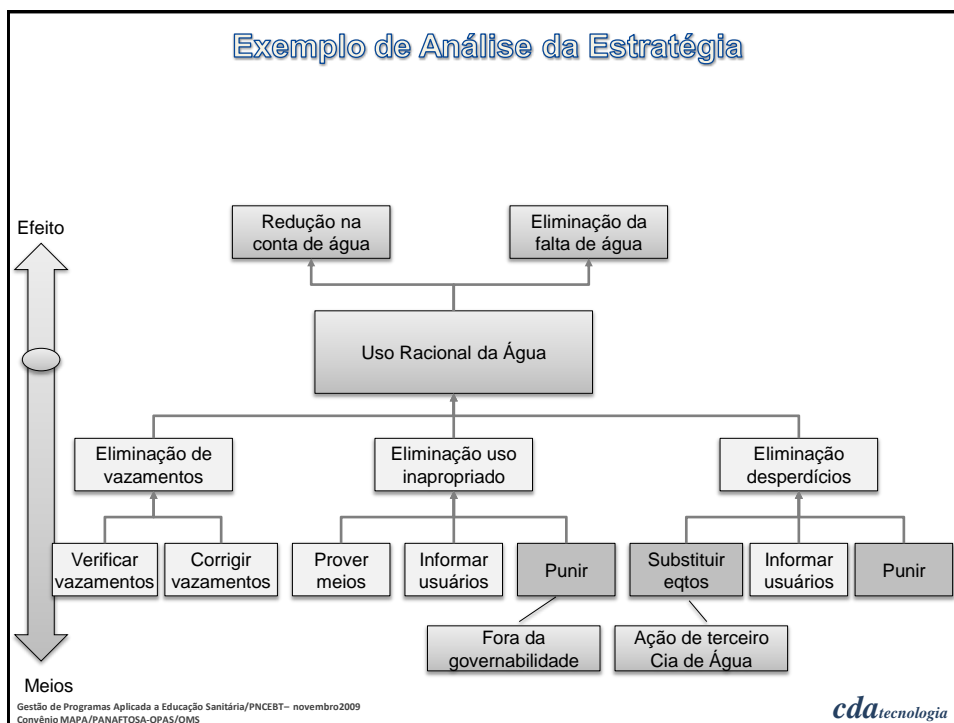 Exemplo de Análise da Estratégia
Efeito
Redução na
conta de água
Eliminação da
falta de água
Uso Racional da Água
Eliminação de
vazamentos
Eliminação uso
inapropriado
Eliminação
desperdícios
Verificar
vazamentos
Corrigir
vazamentos
Prover
meios
Informar
usuários
Punir
Substituir
eqtos
Informar
usuários
Punir
Fora da
governabilidade
Ação de terceiro
Cia de Água
Meios
Gestão de Programas Aplicada a Educação Sanitária/PNCEBT– novembro2009
Convênio MAPA/PANAFTOSA-OPAS/OMS
cdatecnologia